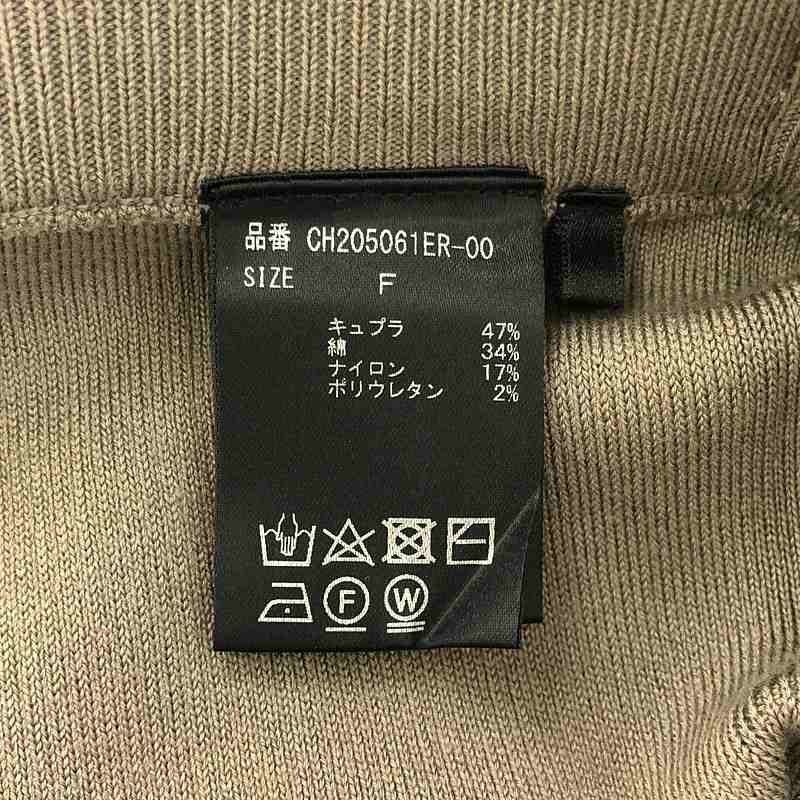 品番 CH205061ER-00
SIZE F
キュプラ 47%
綿 34%
ナイロン 17%
ポリウレタン 2%
F W